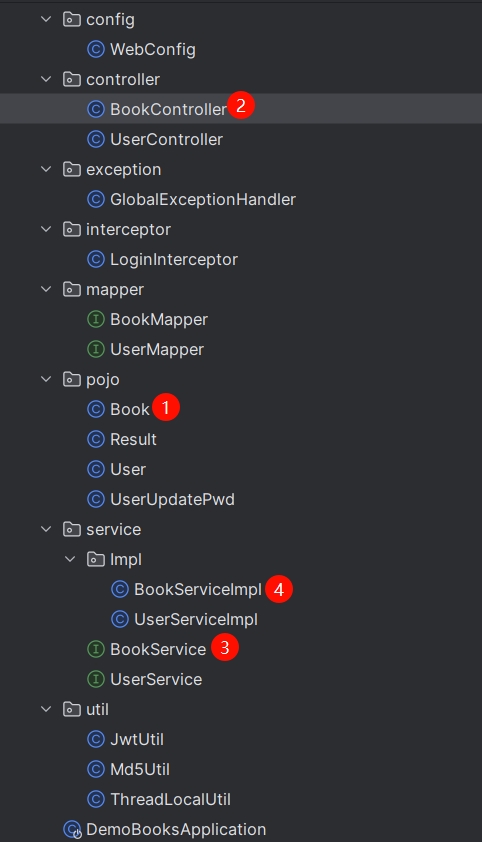 config
WebConfig
controller
BookController 2
UserController
exception
GlobalExceptionHandler
interceptor
LoginInterceptor
mapper
BookMapper
UserMapper
pojo
Book 1
Result
User
UserUpdatePwd
service
Impl
BookServiceImpl 4
UserServiceImpl
BookService 3
UserService
util
JwtUtil
Md5Util
ThreadLocalUtil
DemoBooksApplication